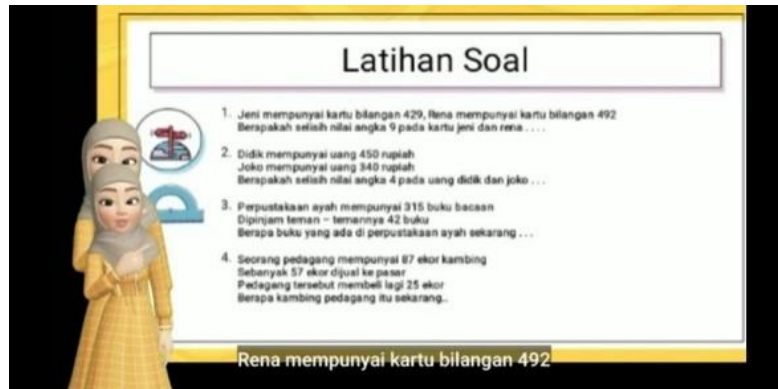 Latihan Soal
1. Jeni mempunyai kartu bilangan 429, Rena mempunyai kartu bilangan 492
Berapakah selisih nilai angka 9 pada kartu jeni dan rena . . . .
2. Didik mempunyai uang 450 rupiah
Joko mempunyai uang 340 rupiah
Berapakah selisih nilai angka 4 pada uang didik dan joko . . .
3. Perpustakaan ayah mempunyai 315 buku bacaan
Dipinjam teman – temannya 42 buku
Berapa buku yang ada di perpustakaan ayah sekarang . . .
4. Seorang pedagang mempunyai 87 ekor kambing
Sebanyak 57 ekor dijual ke pasar
Pedagang tersebut membeli lagi 25 ekor
Berapa kambing pedagang itu sekarang..
Rena mempunyai kartu bilangan 492